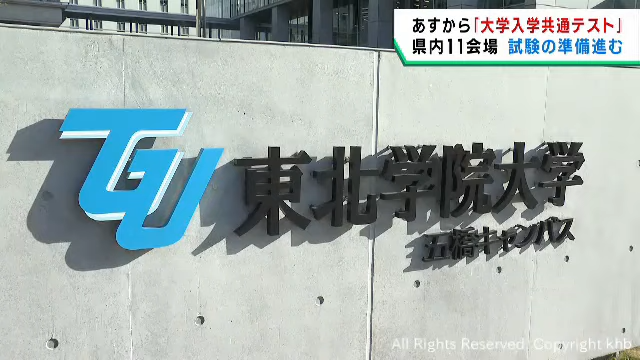 あすから「大学入学共通テスト」
県内11会場 試験の準備進む
TGU
東北学院大学
五橋キャンパス
All Rights Reserved. Copyright khb